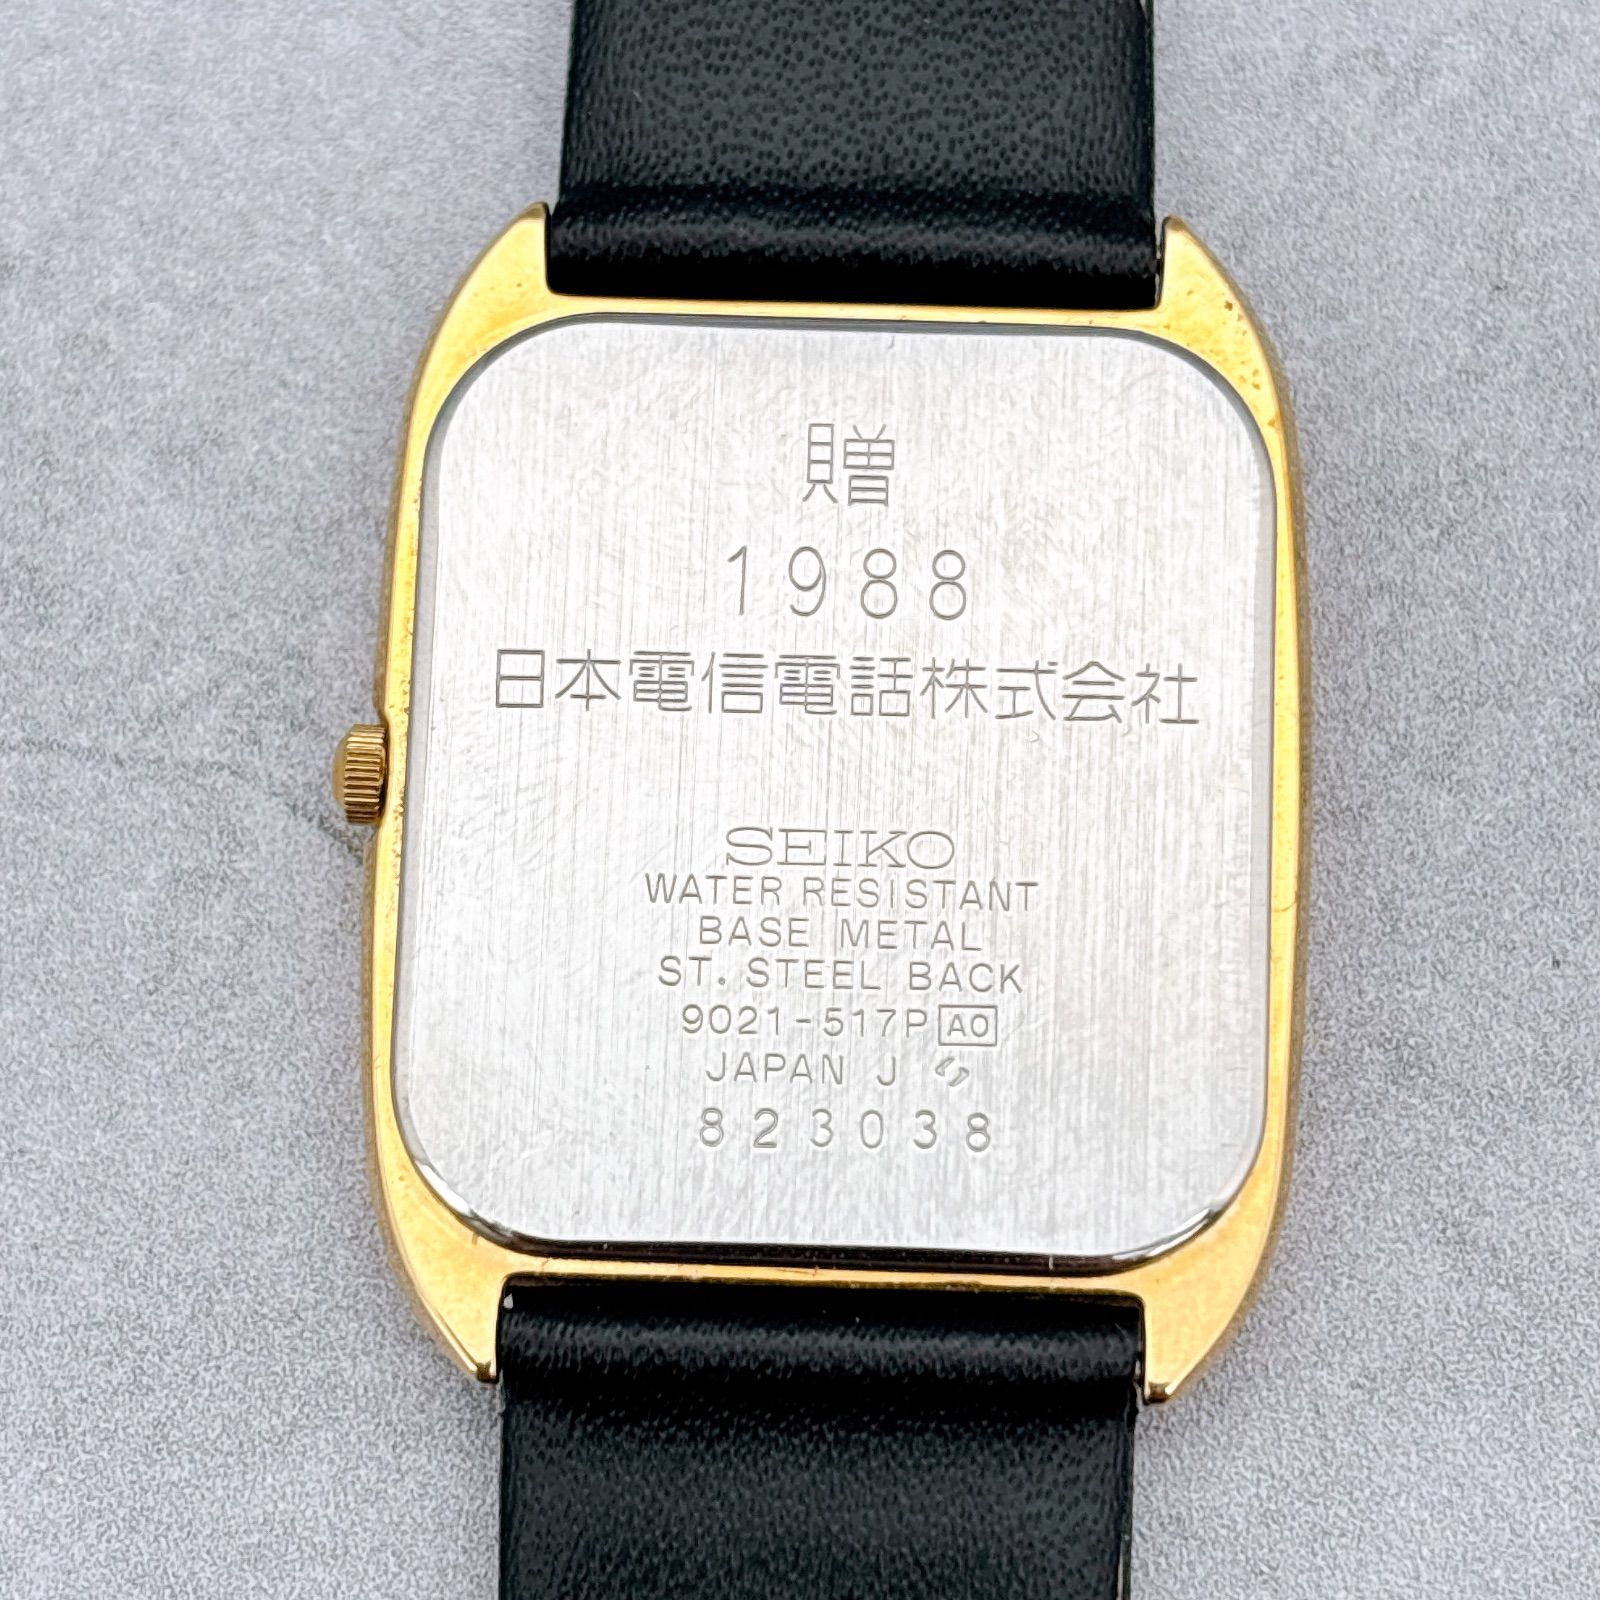 贈
1988
日本電信電話株式会社
SEIKO
WATER RESISTANT
BASE METAL
ST. STEEL BACK
9021-517P A0
JAPAN J
823038